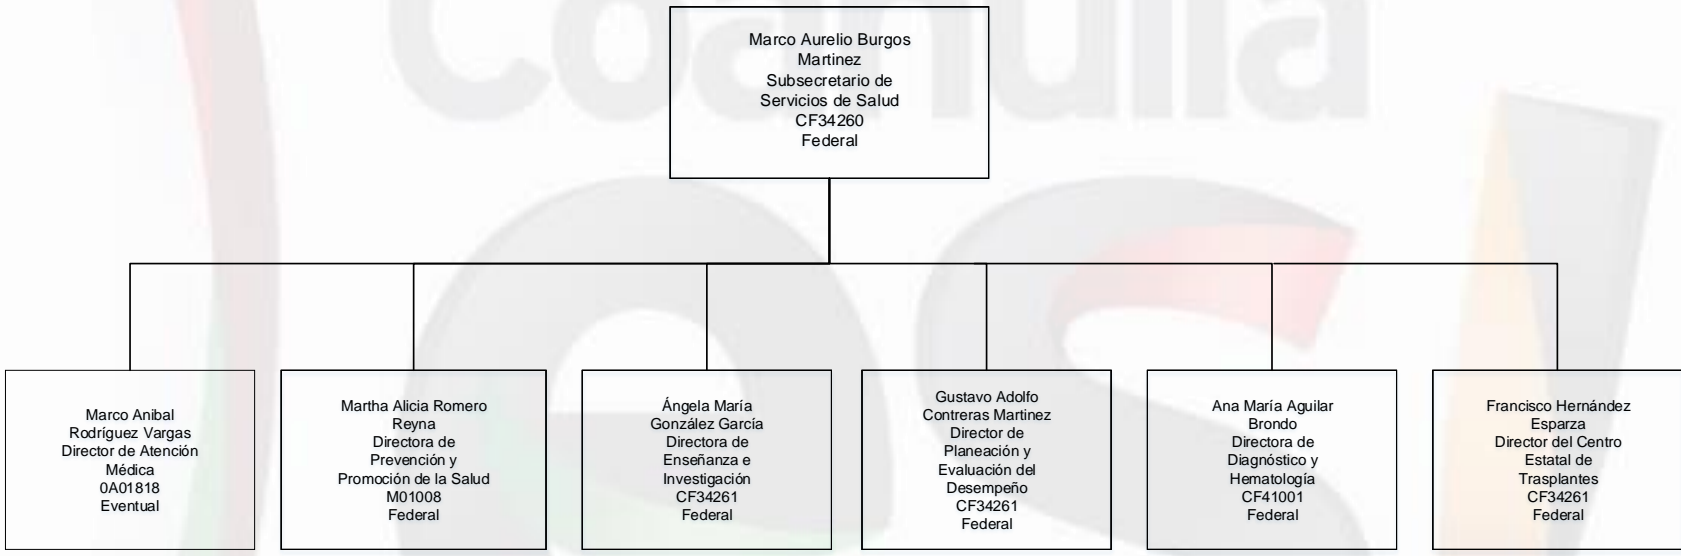 Coahuila
Marco Aurelio Burgos
Martinez
Subsecretario de
Servicios de Salud
CF34260
Federal
Marco Anibal
Rodríguez Vargas
Director de Atención
Médica
0A01818
Eventual
Martha Alicia Romero
Reyna
Directora de
Prevención y
Promoción de la Salud
M01008
Federal
Ángela María
González García
Directora de
Enseñanza e
Investigación
CF34261
Federal
Gustavo Adolfo
Contreras Martinez
Director de
Planeación y
Evaluación del
Desempeño
CF34261
Federal
Ana María Aguilar
Brondo
Directora de
Diagnóstico y
Hematología
CF41001
Federal
Francisco Hernández
Esparza
Director del Centro
Estatal de
Trasplantes
CF34261
Federal